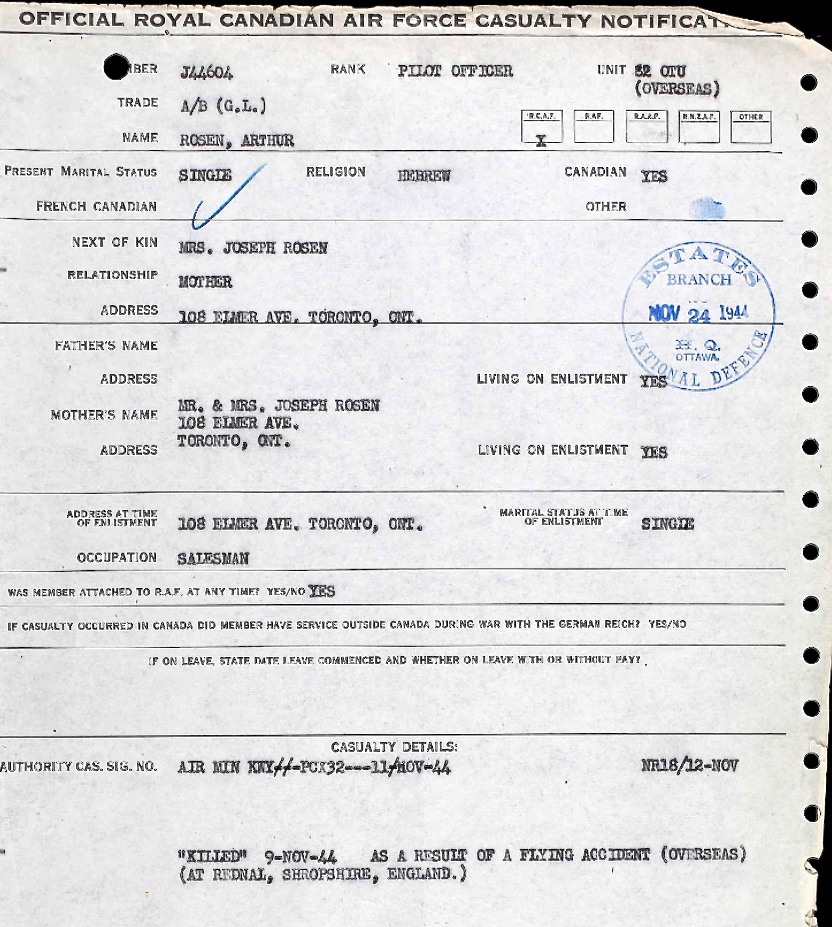 OFFICIAL ROYAL CANADIAN AIR FORCE CASUALTY
BER J44604 RANK PILOT OFFICER UNIT OTU
(OVERSEAS)
TRADE A/B (G.L.)
R.C.A.F. R.A.F. R.A.A.F. R.N.Z.A.F. OTHER
NAME ROSEN, ARTHUR X
PRESENT MARITAL STATUS SINGLE RELIGION HEBREW CANADIAN YES
FRENCH CANADIAN OTHER
NEXT OF KIN MRS. JOSEPH ROSEN
RELATIONSHIP MOTHER
ADDRESS 108 ELMER AVE. TORONTO, ONT.
ESTATES
BRANCH
NOV 24 1944
H. Q.
OTTAWA.
NATIONAL DEFENCE
FATHER'S NAME
ADDRESS LIVING ON ENLISTMENT YES
MOTHER'S NAME MR. & MRS. JOSEPH ROSEN
108 ELMER AVE.
TORONTO, ONT.
ADDRESS LIVING ON ENLISTMENT YES
ADDRESS AT TIME OF ENLISTMENT 108 ELMER AVE. TORONTO, ONT. MARITAL STATUS AT TIME OF ENLISTMENT SINGLE
OCCUPATION SALESMAN
WAS MEMBER ATTACHED TO R.A.F. AT ANY TIME? YES/NO YES
IF CASUALTY OCCURRED IN CANADA DID MEMBER HAVE SERVICE OUTSIDE CANADA DURING WAR WITH THE GERMAN REICH? YES/NO
IF ON LEAVE, STATE DATE LEAVE COMMENCED AND WHETHER ON LEAVE WITH OR WITHOUT PAY?
CASUALTY DETAILS:
AUTHORITY CAS. SIG. NO. AIR MIN 11/NOV-44 NR18/12-NOV
"KILLED" 9-NOV-44 AS A RESULT OF A FLYING ACCIDENT (OVERSEAS)
(AT REDNAL, SHROPSHIRE, ENGLAND.)